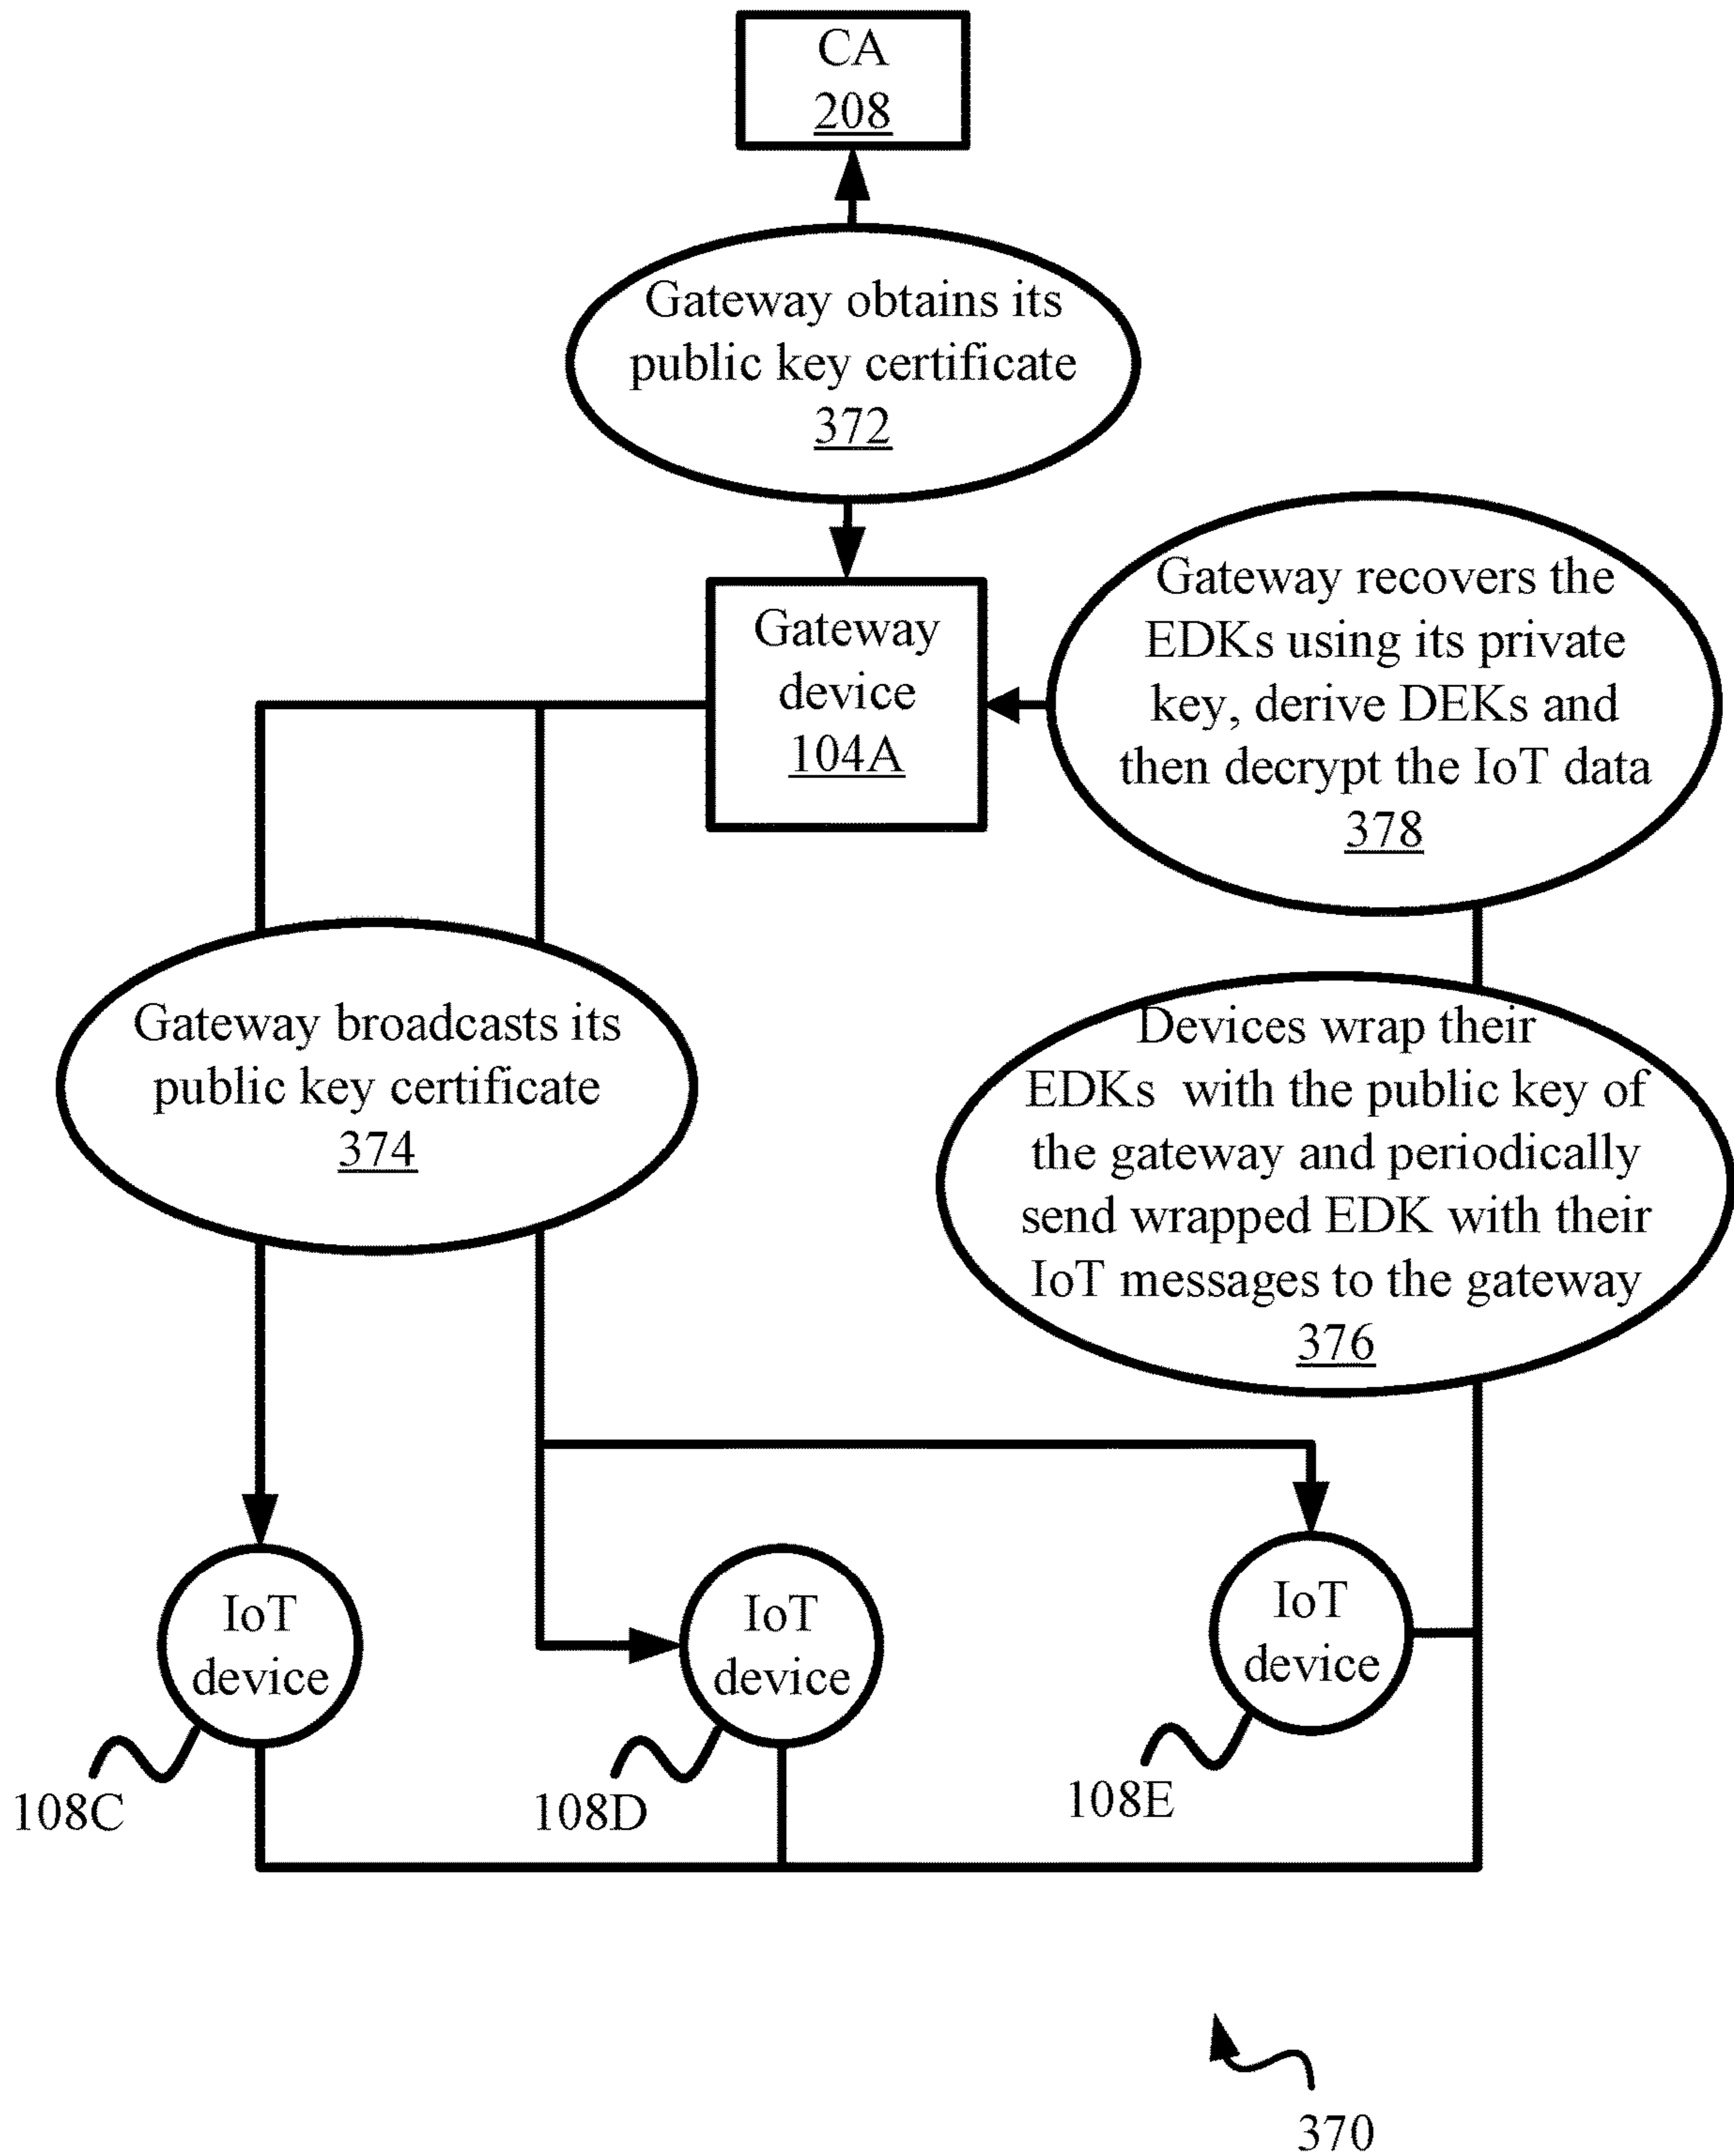 CA
208
Gateway obtains its
public key certificate
372
Gateway
device
104A
Gateway recovers the
EDKs using its private
key, derive DEKs and
then decrypt the IoT data
378
Gateway broadcasts its
public key certificate
374
Devices wrap their
EDKs with the public key of
the gateway and periodically
send wrapped EDK with their
IoT messages to the gateway
376
IoT
device
108C
IoT
device
108D
IoT
device
108E
370